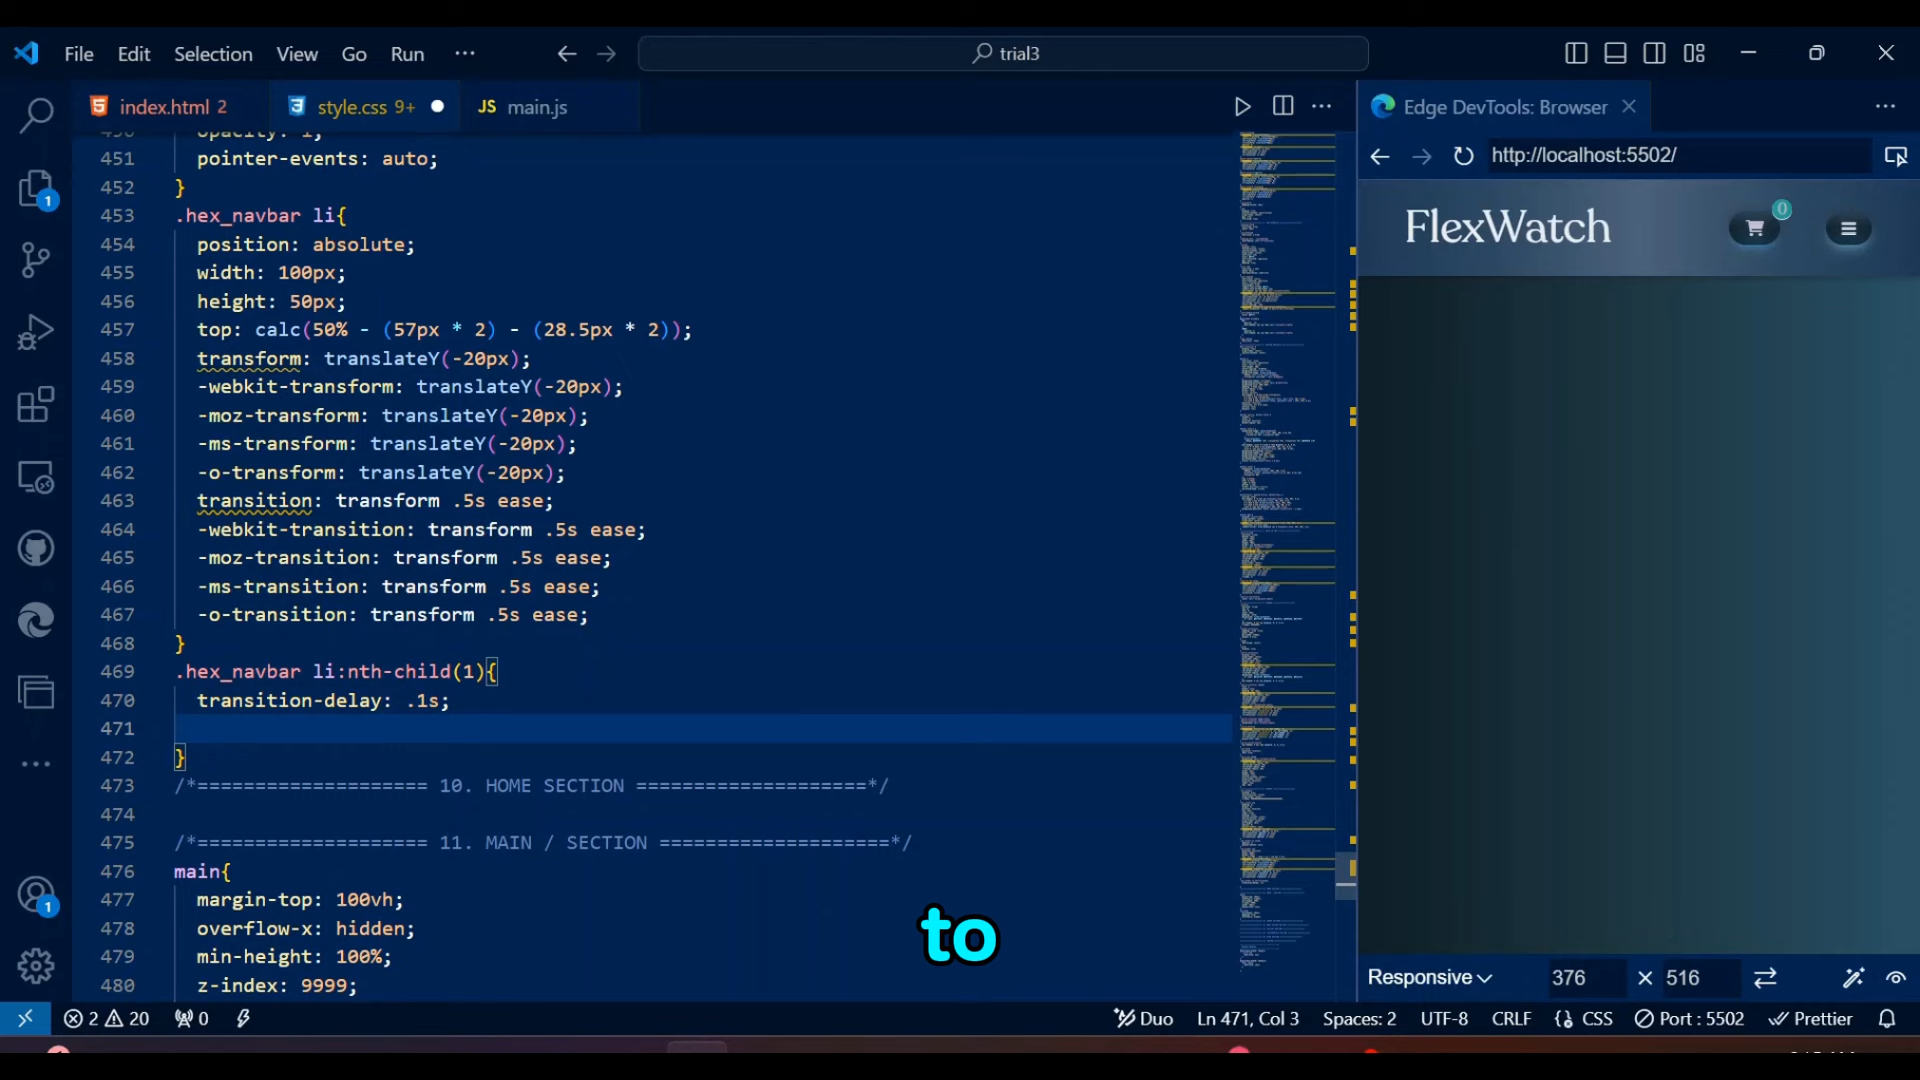 File Edit Selection View Go Run ··· trial3
index.html 2 style.css 9+ JS main.js Edge DevTools: Browser
http://localhost:5502/
FlexWatch 0
450 opacity: 1;
451 pointer-events: auto;
452 }
453 .hex_navbar li{
454 position: absolute;
455 width: 100px;
456 height: 50px;
457 top: calc(50% - (57px * 2) - (28.5px * 2));
458 transform: translateY(-20px);
459 -webkit-transform: translateY(-20px);
460 -moz-transform: translateY(-20px);
461 -ms-transform: translateY(-20px);
462 -o-transform: translateY(-20px);
463 transition: transform .5s ease;
464 -webkit-transition: transform .5s ease;
465 -moz-transition: transform .5s ease;
466 -ms-transition: transform .5s ease;
467 -o-transition: transform .5s ease;
468 }
469 .hex_navbar li:nth-child(1){
470 transition-delay: .1s;
471
472 }
473 /*==================== 10. HOME SECTION ====================*/
474
475 /*==================== 11. MAIN / SECTION ====================*/
476 main{
477 margin-top: 100vh;
478 overflow-x: hidden;
479 min-height: 100%;
480 z-index: 9999;
1
1
to
Responsive 376 × 516
2 20 0 Duo Ln 471, Col 3 Spaces: 2 UTF-8 CRLF CSS Port : 5502 Prettier